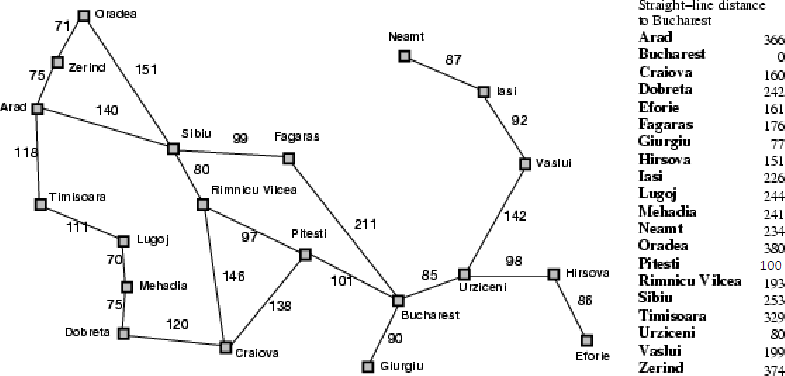 Oradea
71
Neamt
87
Zerind
75
151
Iasi
Arad
140
92
Sibiu
99
Fagaras
118
Vaslui
80
Rimnicu Vilcea
Timisoara
142
111
Lugoj
97
Pitesti
211
70
98
Hirsova
85
Mehadia
146
101
Urziceni
86
75
138
Bucharest
120
Dobreta
90
Craiova
Eforie
Giurgiu
Straight–line distance
to Bucharest
Arad 366
Bucharest 0
Craiova 160
Dobreta 242
Eforie 161
Fagaras 176
Giurgiu 77
Hirsova 151
Iasi 226
Lugoj 244
Mehadia 241
Neamt 234
Oradea 380
Pitesti 100
Rimnicu Vilcea 193
Sibiu 253
Timisoara 329
Urziceni 80
Vaslui 199
Zerind 374